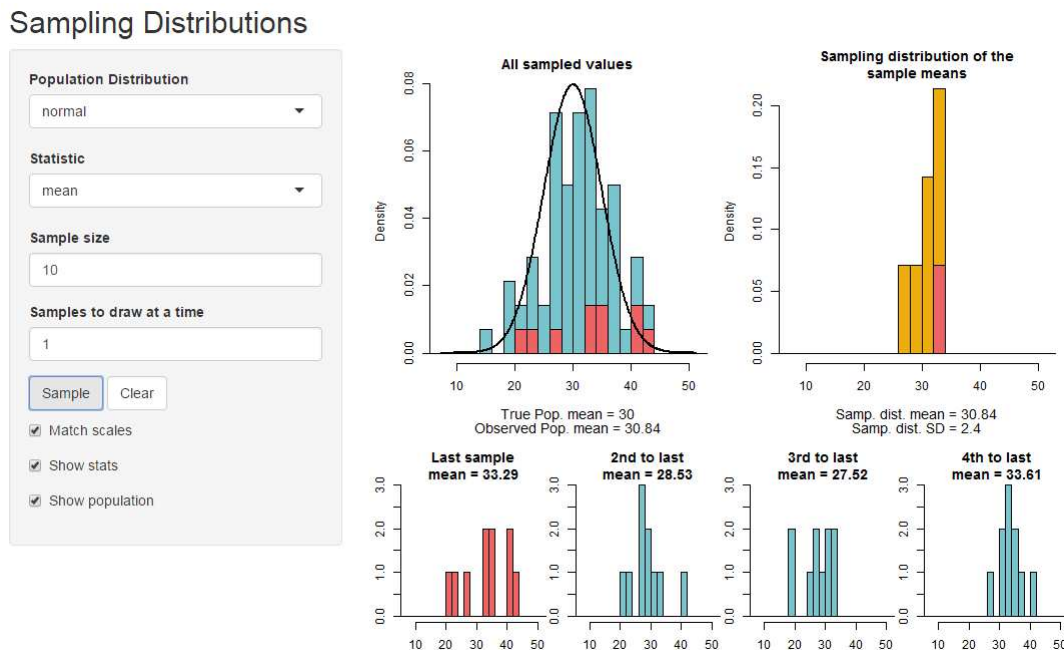 Sampling Distributions
Population Distribution
normal
Statistic
mean
Sample size
10
Samples to draw at a time
1
Sample Clear
Match scales
Show stats
Show population
All sampled values
Density
0.00 0.02 0.04 0.06 0.08
10 20 30 40 50
True Pop. mean = 30
Observed Pop. mean = 30.84
Sampling distribution of the
sample means
Density
0.00 0.05 0.10 0.15 0.20
10 20 30 40 50
Samp. dist. mean = 30.84
Samp. dist. SD = 2.4
Last sample
mean = 33.29
0.0 1.0 2.0 3.0
10 20 30 40 50
2nd to last
mean = 28.53
0.0 1.0 2.0 3.0
10 20 30 40 50
3rd to last
mean = 27.52
0.0 1.0 2.0 3.0
10 20 30 40 50
4th to last
mean = 33.61
0.0 1.0 2.0 3.0
10 20 30 40 50